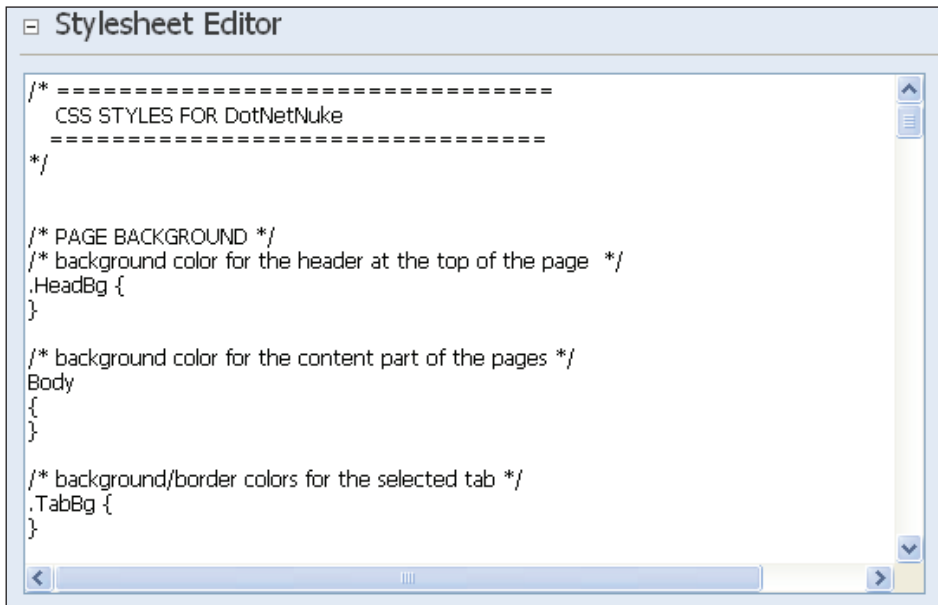 Stylesheet Editor
/* ================================
CSS STYLES FOR DotNetNuke
================================
*/
/* PAGE BACKGROUND */
/* background color for the header at the top of the page  */
.HeadBg {
}
/* background color for the content part of the pages */
Body
{
}
/* background/border colors for the selected tab */
.TabBg {
}